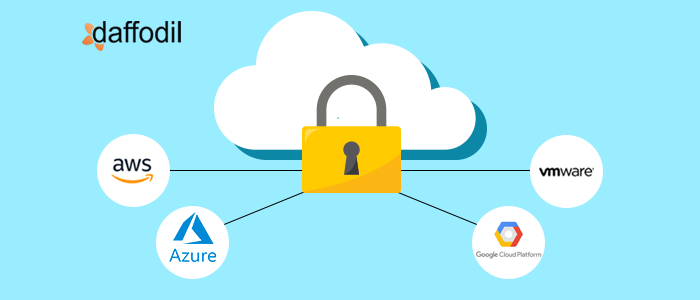 daffodil
aws
vmware
Azure
Google Cloud Platform